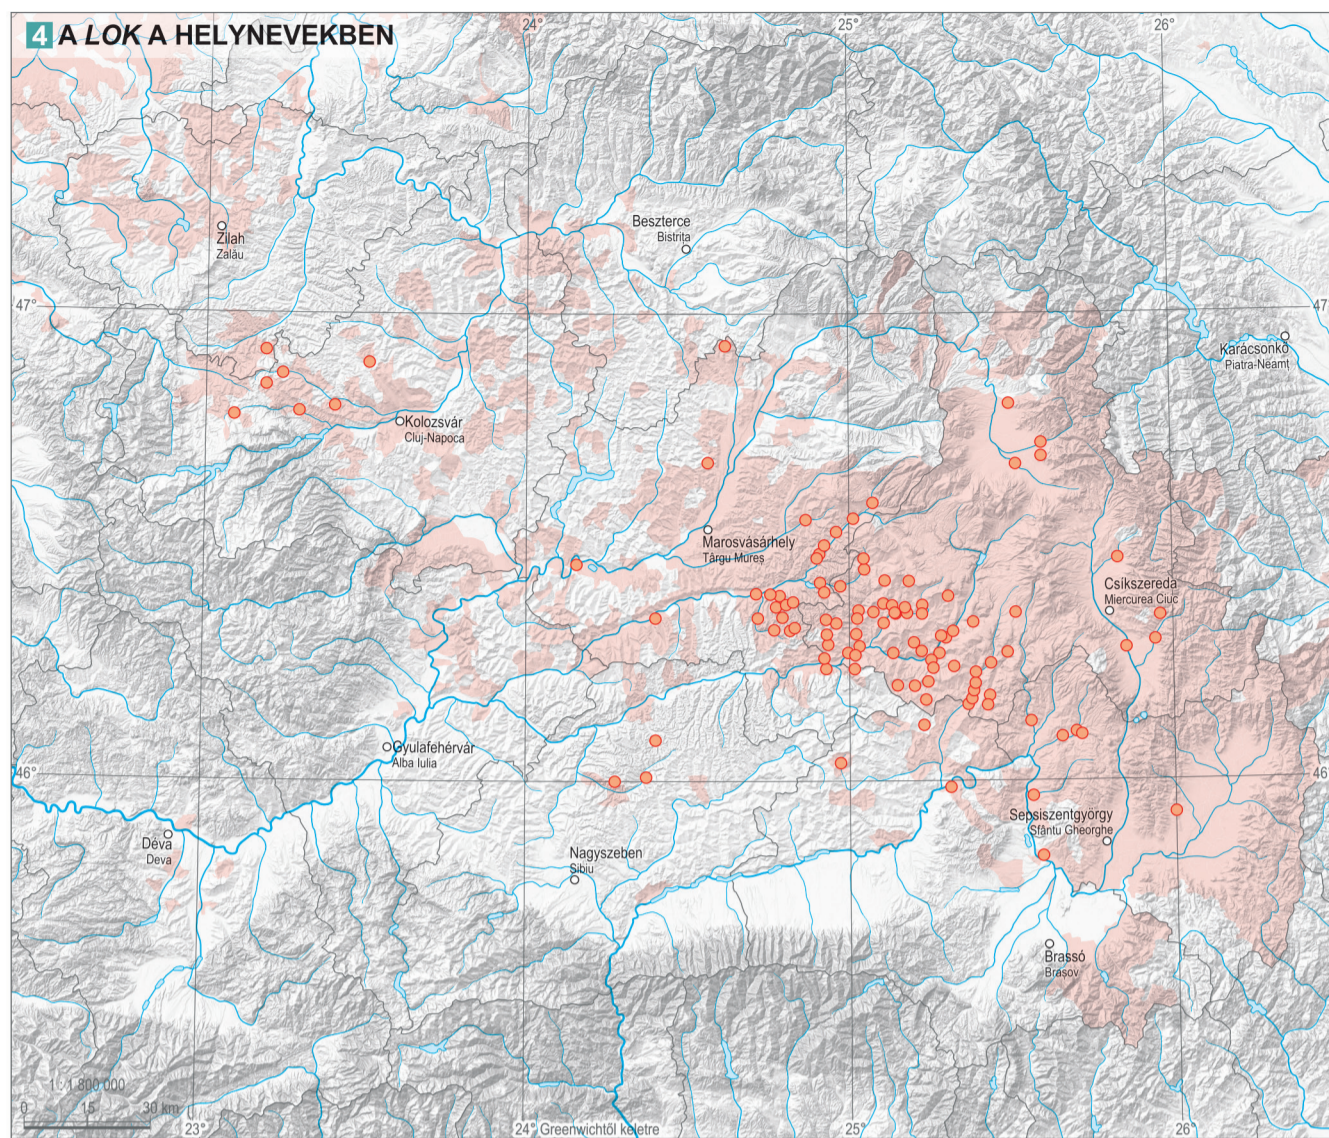 4 A LOK A HELYNEVEKBEN
24°
25°
26°
Beszterce
Bistrita
Zilah
Zalău
47°
47°
Karácsonkő
Piatra-Neamț
Kolozsvár
Cluj-Napoca
Marosvásárhely
Târgu Mureș
Csíkszereda
Miercurea Ciuc
Gyulafehérvár
Alba Iulia
46°
46°
Déva
Deva
Sepsiszentgyörgy
Sfântu Gheorghe
Nagyszeben
Sibiu
Brassó
Brașov
1 : 1 800 000
0 15 30 km
23°
24° Greenwichtől keletre
25°
26°